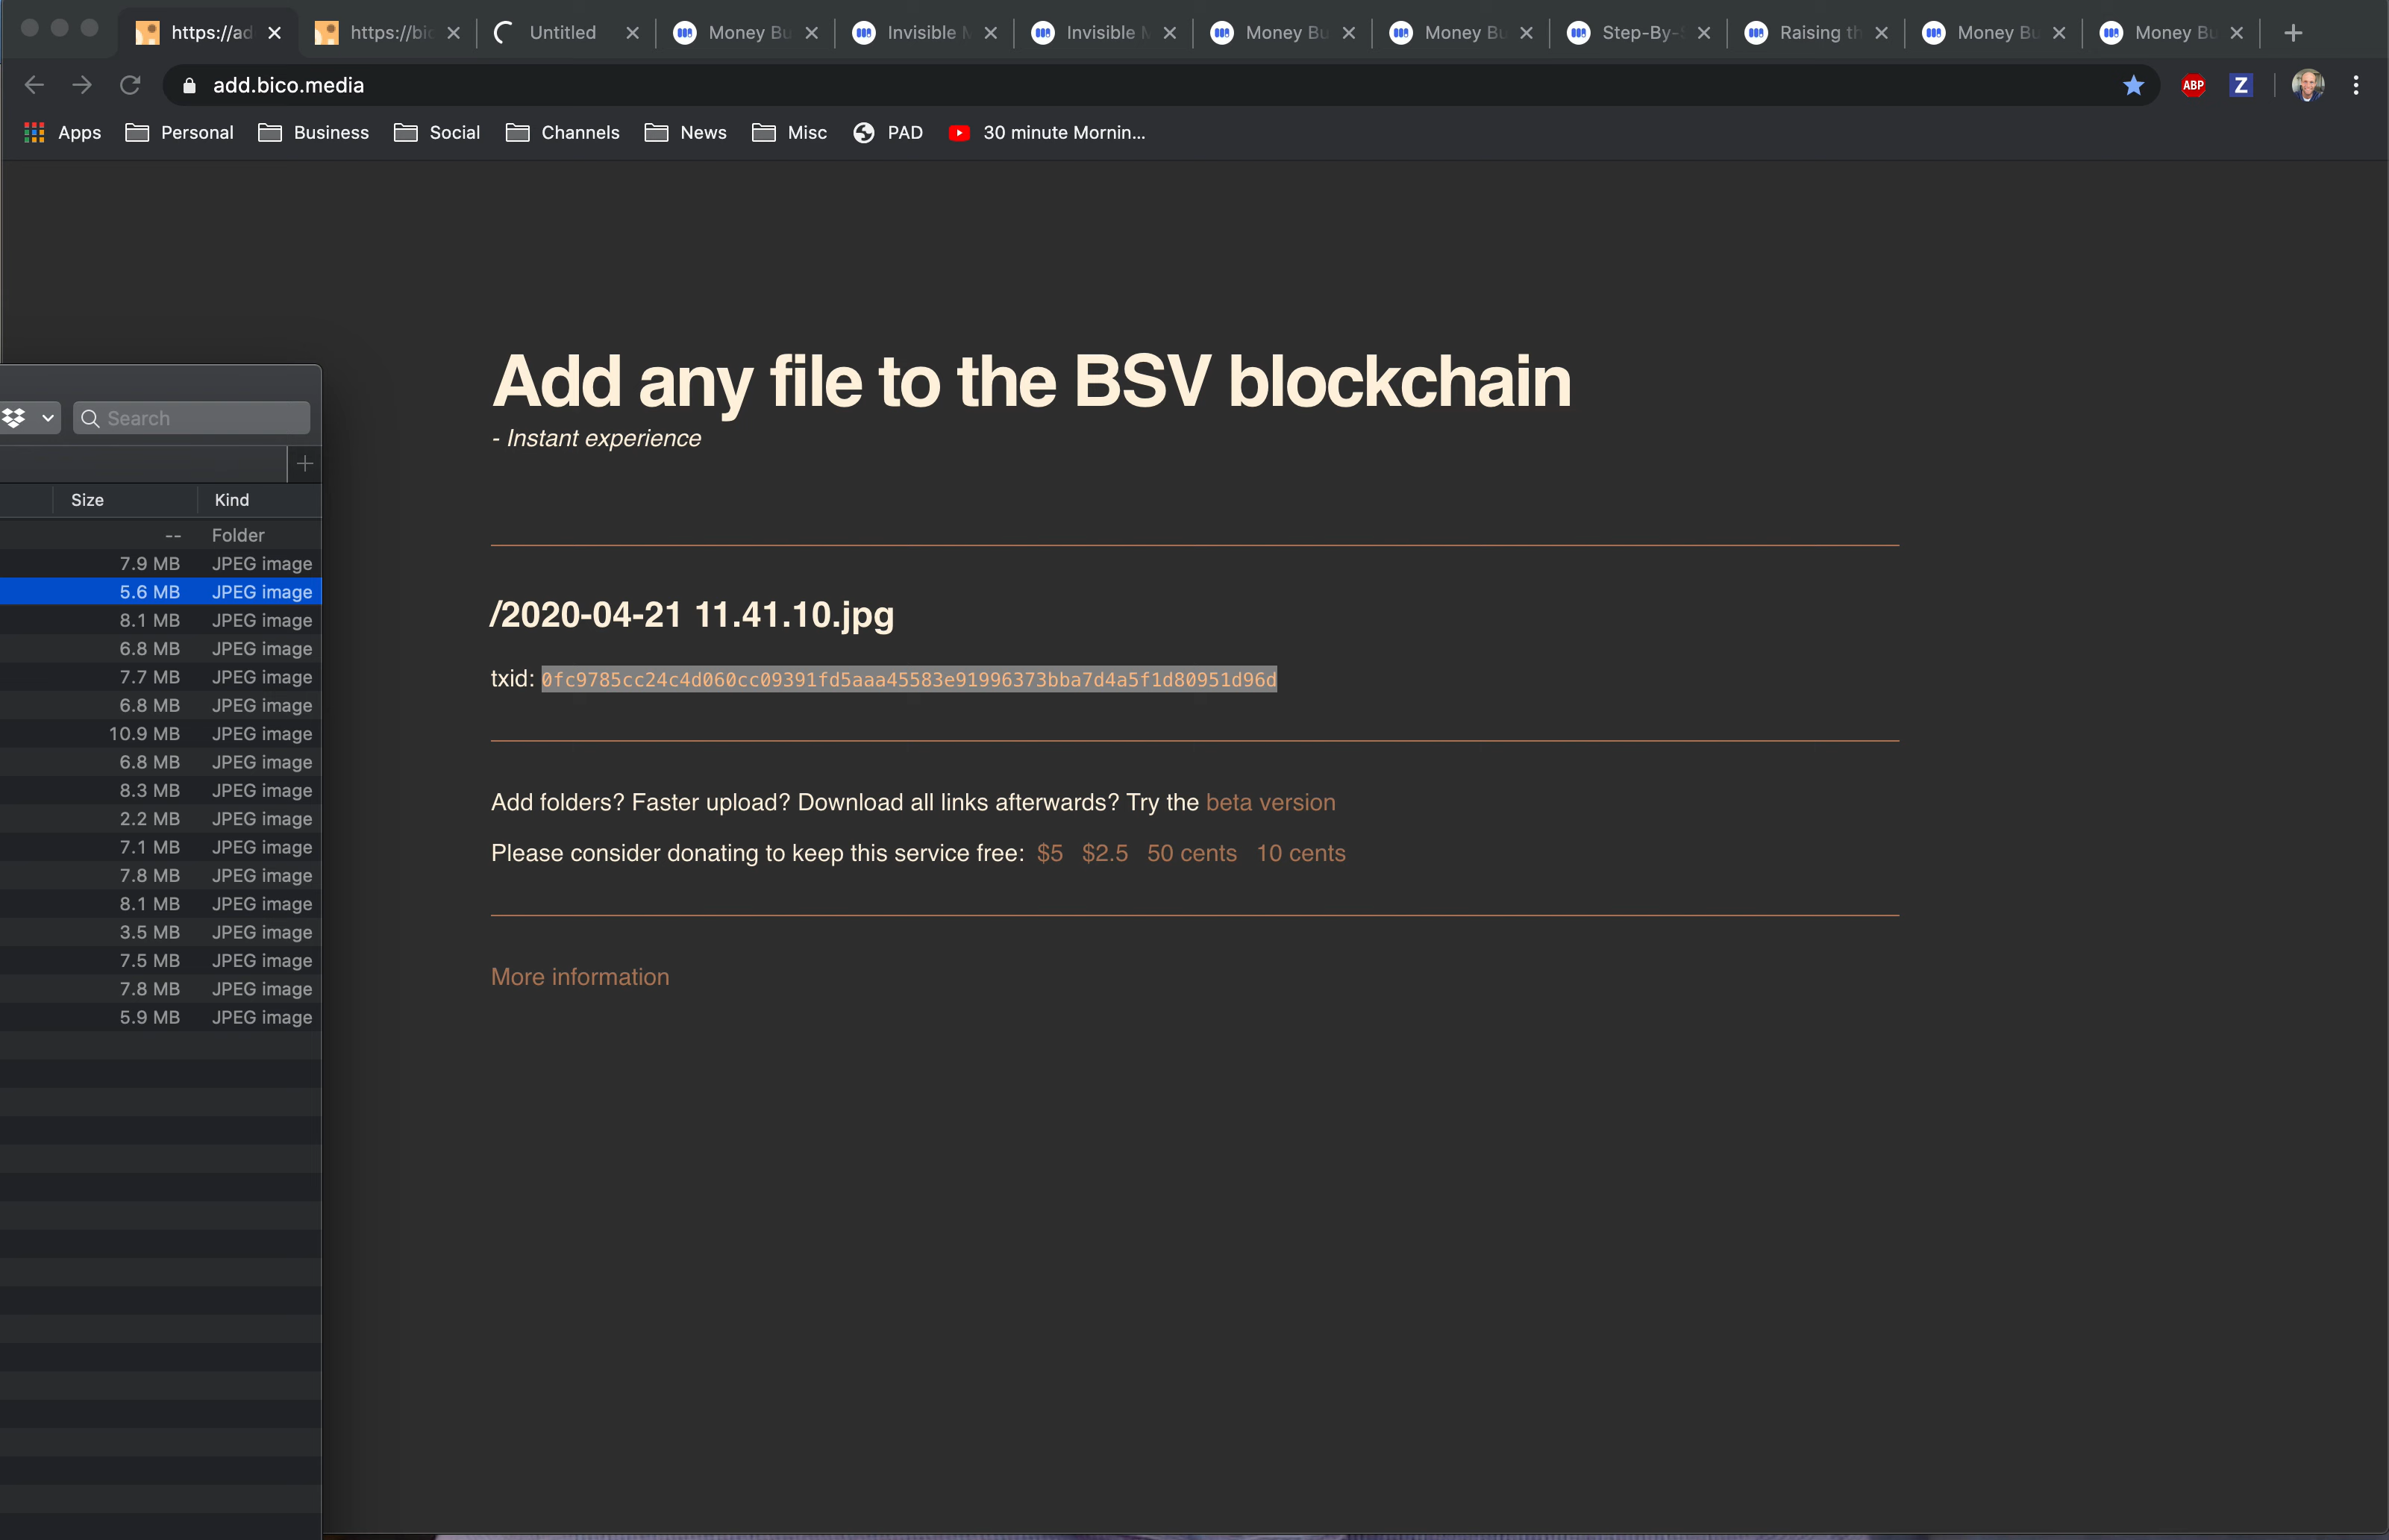 https://ad
https://bic
Untitled
Money Bu
Invisible M
Invisible M
Money Bu
Money Bu
Step-By-S
Raising th
Money Bu
Money Bu
add.bico.media
ABP
Z
Apps
Personal
Business
Social
Channels
News
Misc
PAD
30 minute Mornin...
Add any file to the BSV blockchain
- Instant experience
/2020-04-21 11.41.10.jpg
txid: 0fc9785cc24c4d060cc09391fd5aaa45583e91996373bba7d4a5f1d80951d96d
Add folders? Faster upload? Download all links afterwards? Try the beta version
Please consider donating to keep this service free: $5 $2.5 50 cents 10 cents
More information
Search
Size Kind
-- Folder
7.9 MB JPEG image
5.6 MB JPEG image
8.1 MB JPEG image
6.8 MB JPEG image
7.7 MB JPEG image
6.8 MB JPEG image
10.9 MB JPEG image
6.8 MB JPEG image
8.3 MB JPEG image
2.2 MB JPEG image
7.1 MB JPEG image
7.8 MB JPEG image
8.1 MB JPEG image
3.5 MB JPEG image
7.5 MB JPEG image
7.8 MB JPEG image
5.9 MB JPEG image